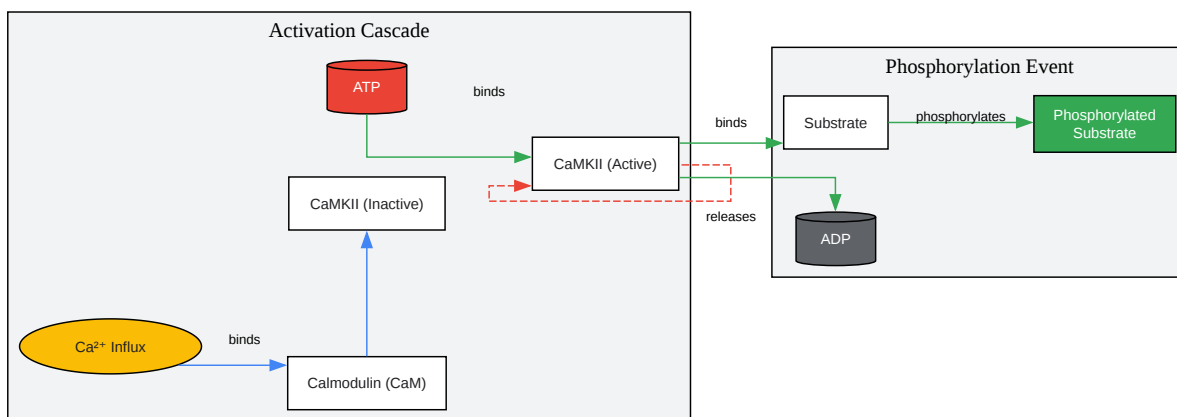 Activation Cascade
ATP
binds
CaMKII (Active)
CaMKII (Inactive)
Ca²⁺ Influx
binds
Calmodulin (CaM)
binds
releases
Phosphorylation Event
Substrate
phosphorylates
Phosphorylated
Substrate
ADP